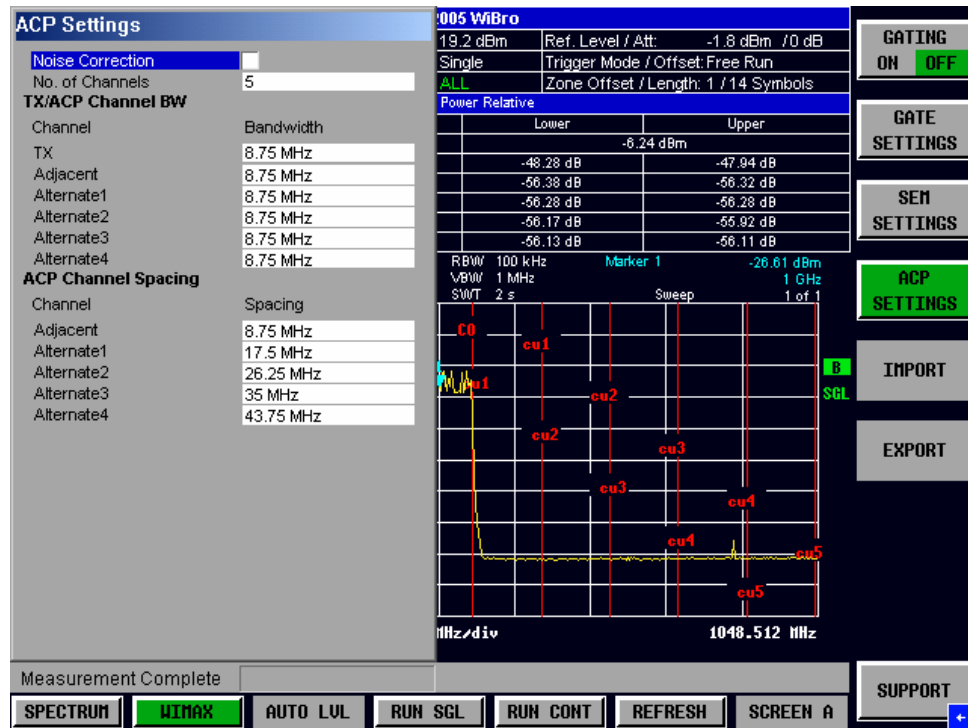 ACP Settings
Noise Correction
No. of Channels 5
TX/ACP Channel BW
Channel Bandwidth
TX 8.75 MHz
Adjacent 8.75 MHz
Alternate1 8.75 MHz
Alternate2 8.75 MHz
Alternate3 8.75 MHz
Alternate4 8.75 MHz
ACP Channel Spacing
Channel Spacing
Adjacent 8.75 MHz
Alternate1 17.5 MHz
Alternate2 26.25 MHz
Alternate3 35 MHz
Alternate4 43.75 MHz
2005 WiBro
19.2 dBm Ref. Level / Att: -1.8 dBm /0 dB
Single Trigger Mode / Offset: Free Run
ALL Zone Offset / Length: 1 / 14 Symbols
Power Relative
Lower Upper
-6.24 dBm
-48.28 dB -47.94 dB
-56.38 dB -56.32 dB
-56.28 dB -56.28 dB
-56.17 dB -55.92 dB
-56.13 dB -56.11 dB
RBW 100 kHz Marker 1 -26.61 dBm
VBW 1 MHz 1 GHz
SWT 2 s Sweep 1 of 1
C0
cu1
u1
cu2
cu2
cu3
cu3
cu4
cu4
cu5
cu5
B
SGL
MHz/div 1048.512 MHz
GATING
ON OFF
GATE
SETTINGS
SEM
SETTINGS
ACP
SETTINGS
IMPORT
EXPORT
SUPPORT
Measurement Complete
SPECTRUM WIMAX AUTO LVL RUN SGL RUN CONT REFRESH SCREEN A